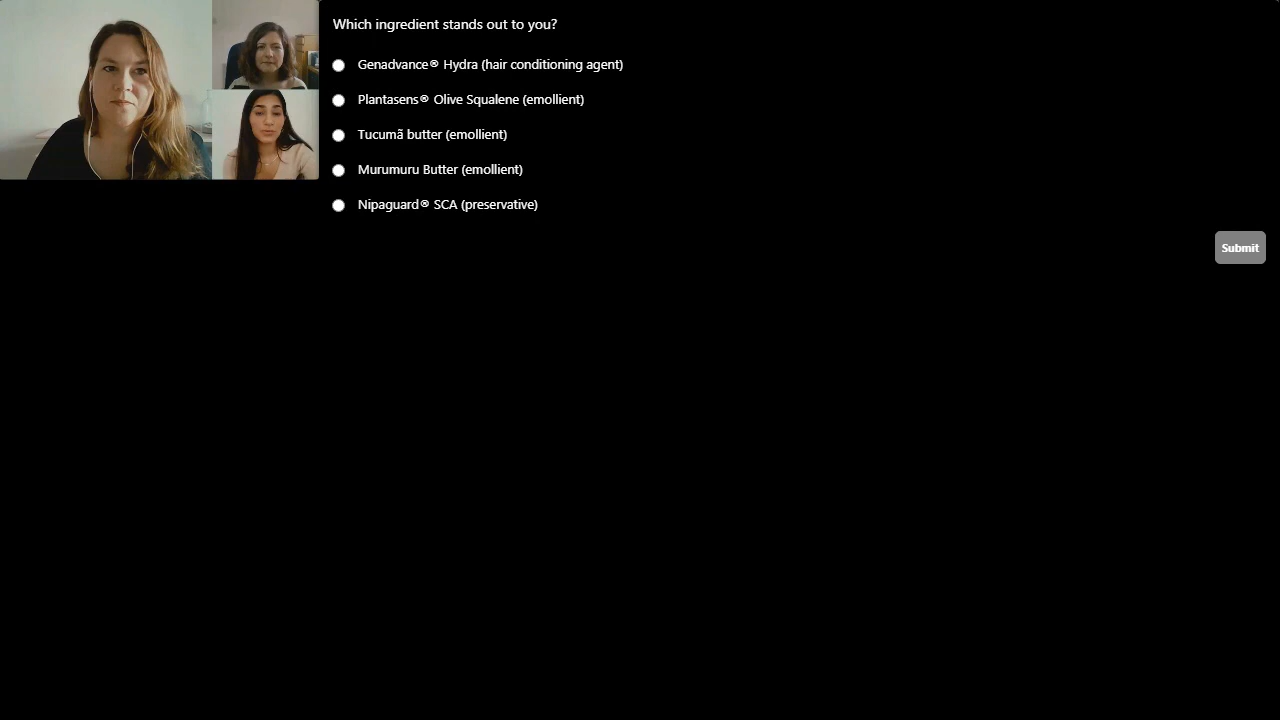 Which ingredient stands out to you?
Genadvance® Hydra (hair conditioning agent)
Plantasens® Olive Squalene (emollient)
Tucumã butter (emollient)
Murumuru Butter (emollient)
Nipaguard® SCA (preservative)
Submit